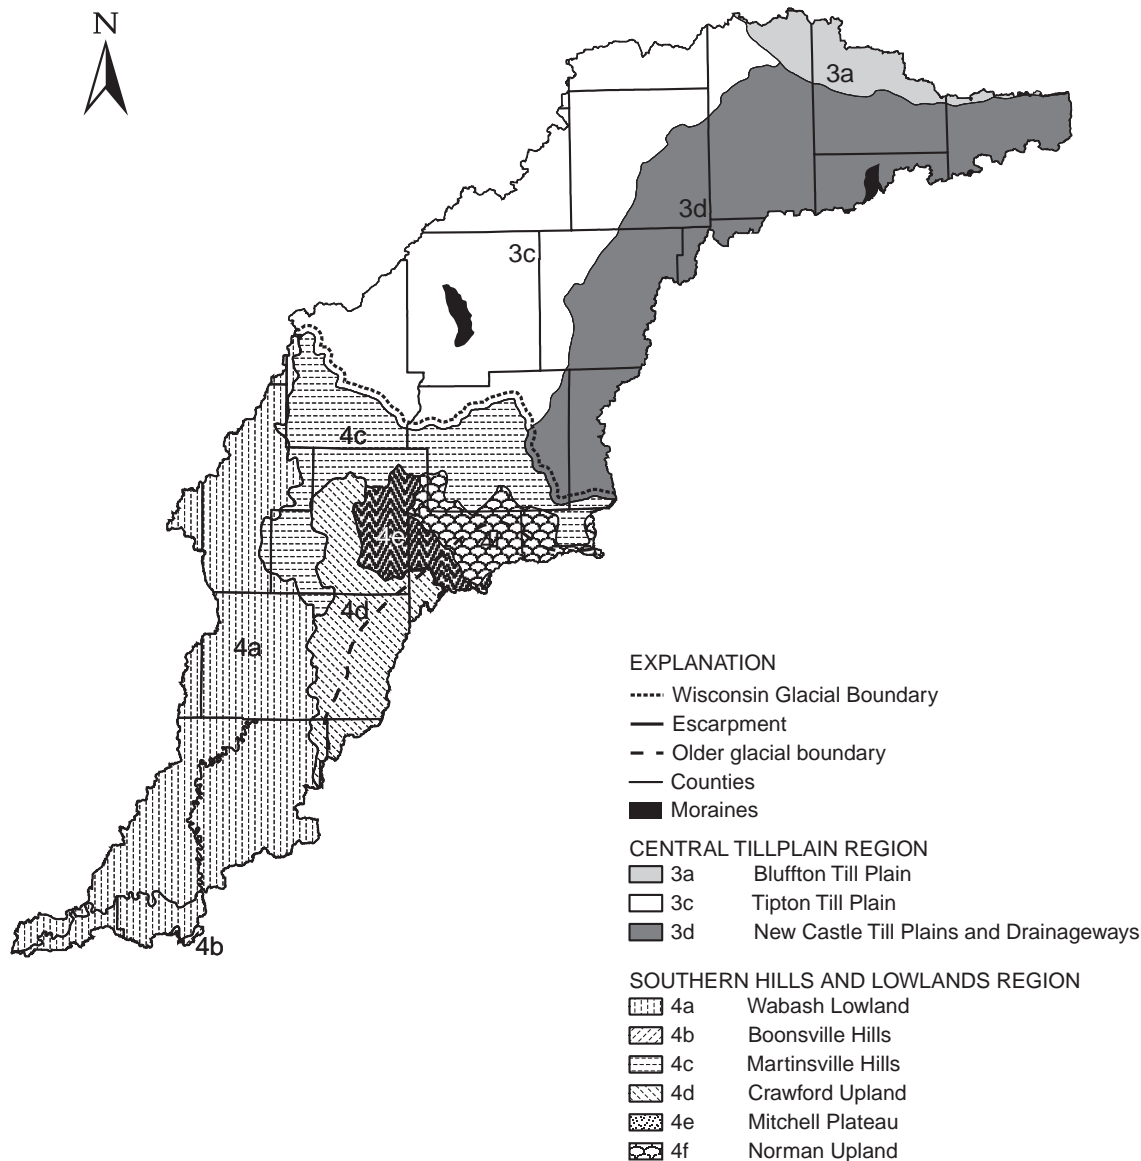 N
3a
3d
3c
4c
4e
4f
4d
4a
4b
EXPLANATION
Wisconsin Glacial Boundary
Escarpment
Older glacial boundary
Counties
Moraines
CENTRAL TILLPLAIN REGION
3a Bluffton Till Plain
3c Tipton Till Plain
3d New Castle Till Plains and Drainageways
SOUTHERN HILLS AND LOWLANDS REGION
4a Wabash Lowland
4b Boonsville Hills
4c Martinsville Hills
4d Crawford Upland
4e Mitchell Plateau
4f Norman Upland